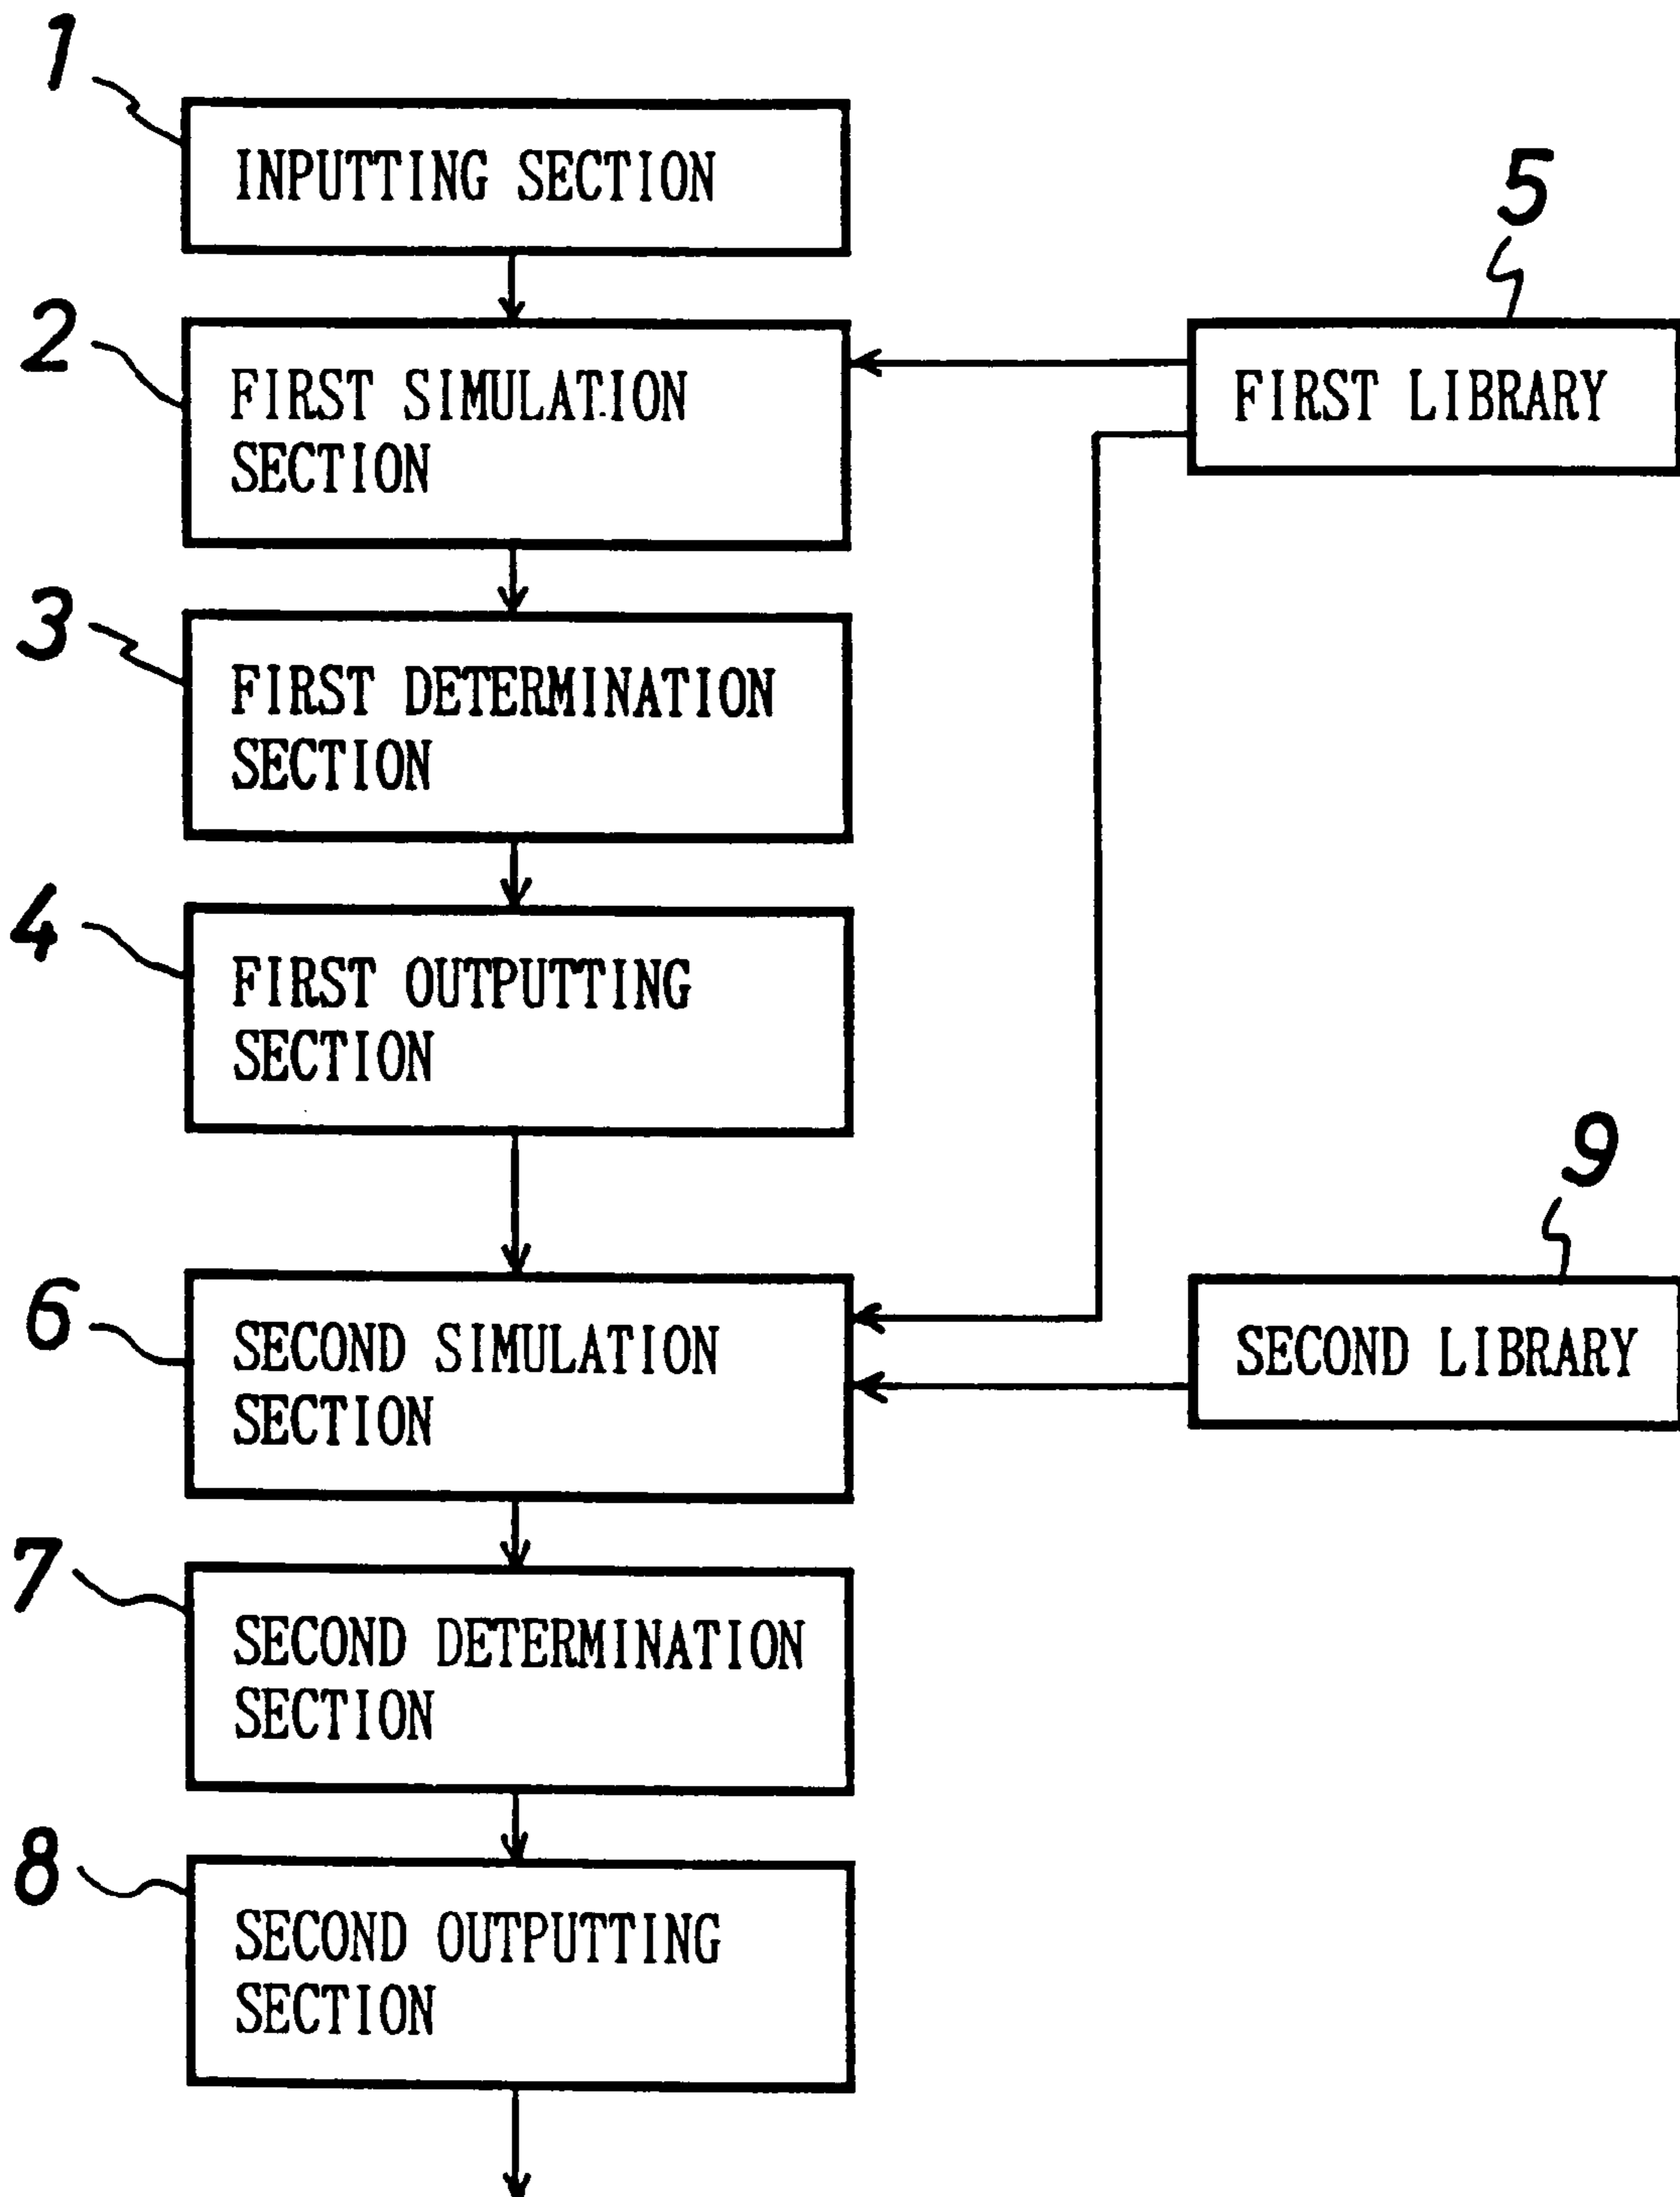 1
INPUTTING SECTION
2
FIRST SIMULATION
SECTION
5
FIRST LIBRARY
3
FIRST DETERMINATION
SECTION
4
FIRST OUTPUTTING
SECTION
6
SECOND SIMULATION
SECTION
9
SECOND LIBRARY
7
SECOND DETERMINATION
SECTION
8
SECOND OUTPUTTING
SECTION